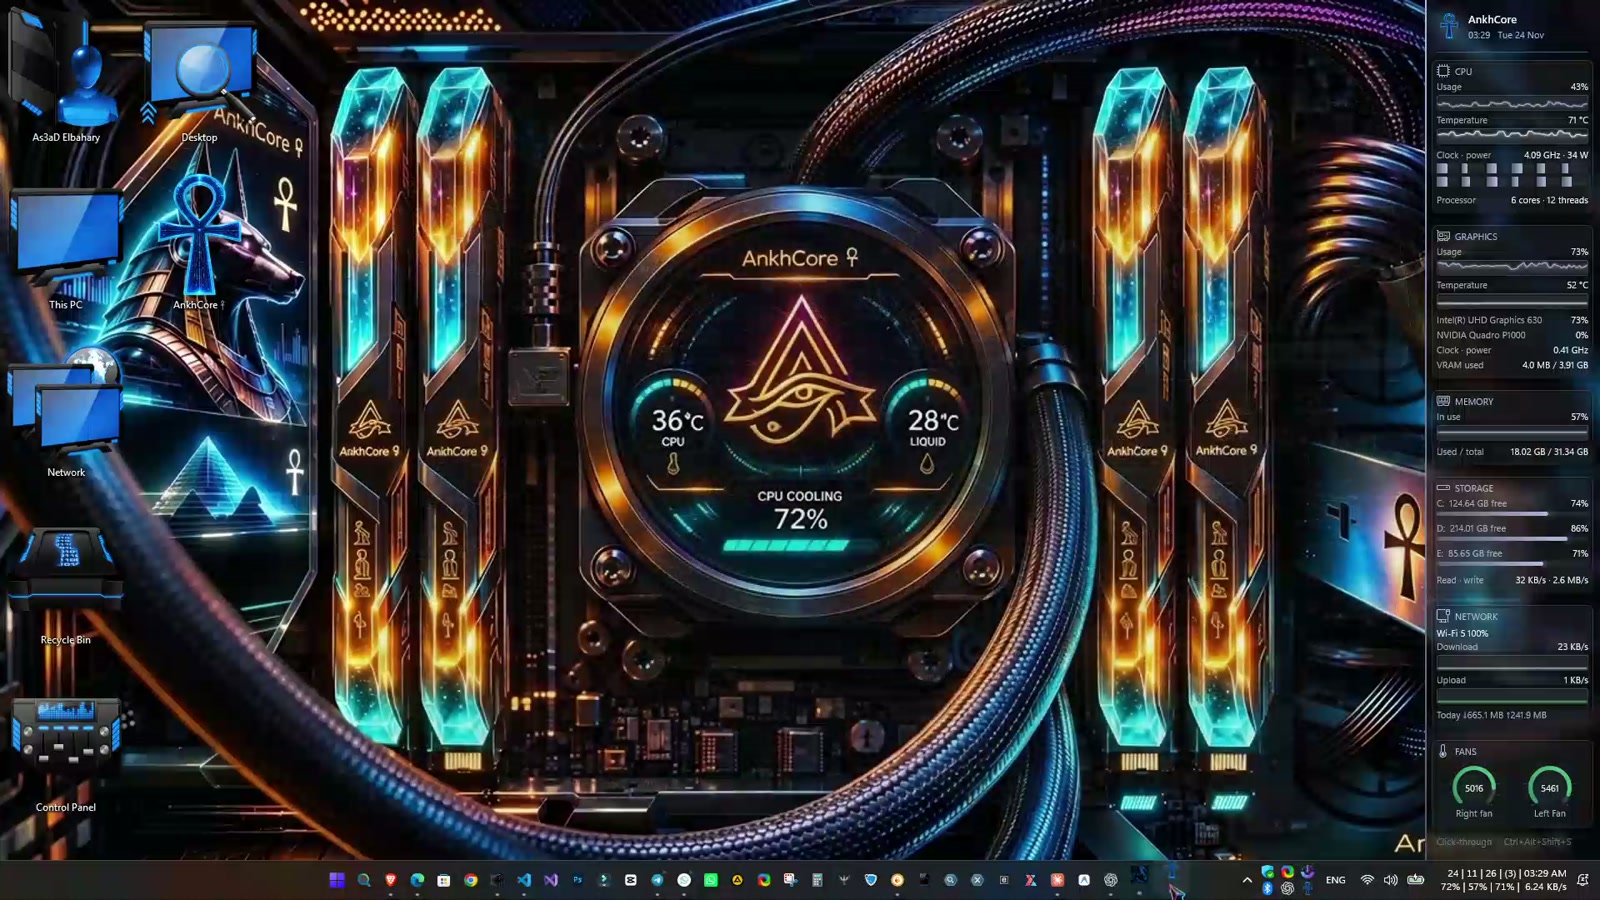 As3aD Elbahary
Desktop
This PC
AnkhCore
Network
Recycle Bin
Control Panel
AnkhCore
AnkhCore
AnkhCore
AnkhCore
36°C
CPU
28°C
LIQUID
CPU COOLING
72%
AnkhCore
AnkhCore
AnkhCore
03:29 Tue 24 Nov
CPU
Usage 43%
Temperature 71 °C
Clock · power 4.09 GHz · 34 W
Processor 6 cores · 12 threads
GRAPHICS
Usage 73%
Temperature 52 °C
Intel(R) UHD Graphics 630 73%
NVIDIA Quadro P1000 0%
Clock · power 0.41 GHz
VRAM used 4.0 MB / 3.91 GB
MEMORY
In use 57%
Used / total 18.02 GB / 31.34 GB
STORAGE
C: 124.64 GB free 74%
D: 214.01 GB free 86%
E: 85.65 GB free 71%
Read · write 32 KB/s · 2.6 MB/s
NETWORK
Wi-Fi 5 100%
Download 23 KB/s
Upload 1 KB/s
Today ↓665.1 MB ↑241.9 MB
FANS
5016 5461
Right fan Left Fan
Click-through Ctrl+Alt+Shift+S
ENG
24 | 11 | 26 | (3) | 03:29 AM
72% | 57% | 71% | 6.24 KB/s